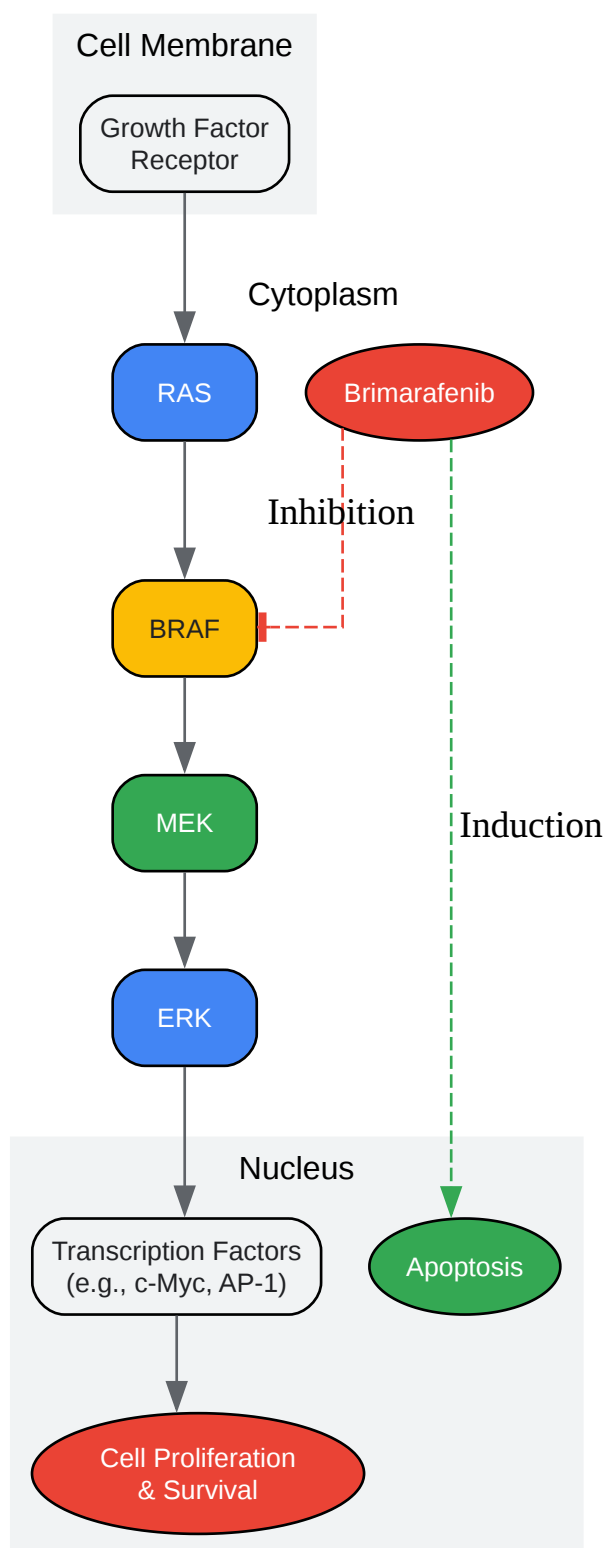 Cell Membrane
Growth Factor
Receptor
Cytoplasm
RAS
Brimarafenib
Inhibition
BRAF
MEK
Induction
ERK
Nucleus
Transcription Factors
(e.g., c-Myc, AP-1)
Apoptosis
Cell Proliferation
& Survival